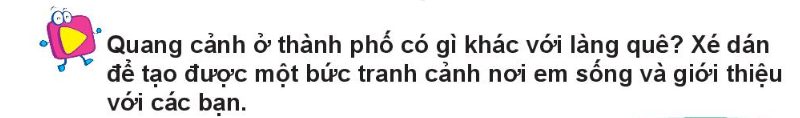 Quang cảnh ở thành phố có gì khác với làng quê? Xé dán
để tạo được một bức tranh cảnh nơi em sống và giới thiệu
với các bạn.